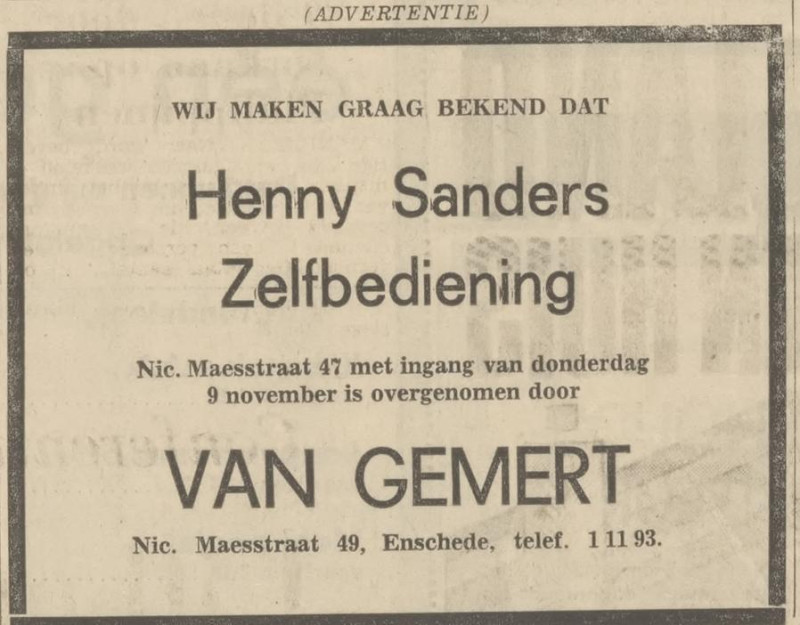 (ADVERTENTIE)
WIJ MAKEN GRAAG BEKEND DAT
Henny Sanders
Zelfbediening
Nic. Maesstraat 47 met ingang van donderdag
9 november is overgenomen door
VAN GEMERT
Nic. Maesstraat 49, Enschede, telef. 1 11 93.